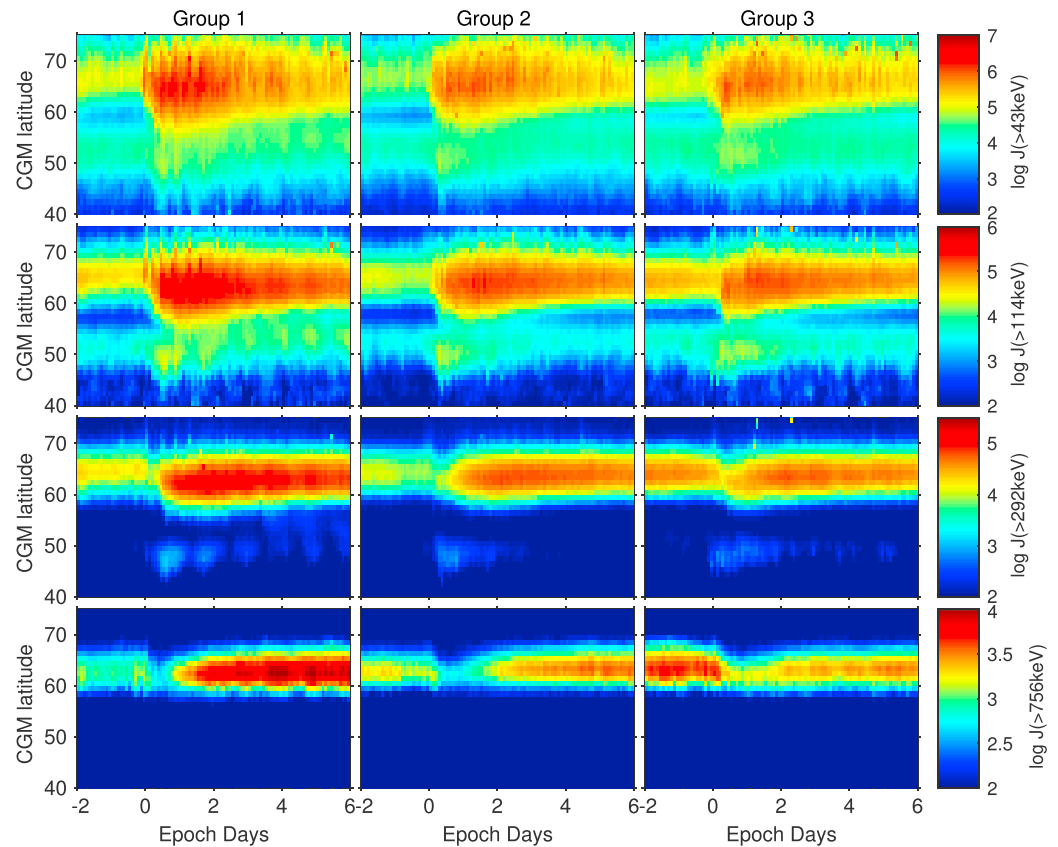 Group 1 Group 2 Group 3
CGM latitude 70 60 50 40
7 6 5 4 3 2 log J(>43keV)
CGM latitude 70 60 50 40
6 5 4 3 2 log J(>114keV)
CGM latitude 70 60 50 40
5 4 3 2 log J(>292keV)
CGM latitude 70 60 50 40
4 3.5 3 2.5 2 log J(>756keV)
-2 0 2 4 6 -2 0 2 4 6 -2 0 2 4 6
Epoch Days Epoch Days Epoch Days